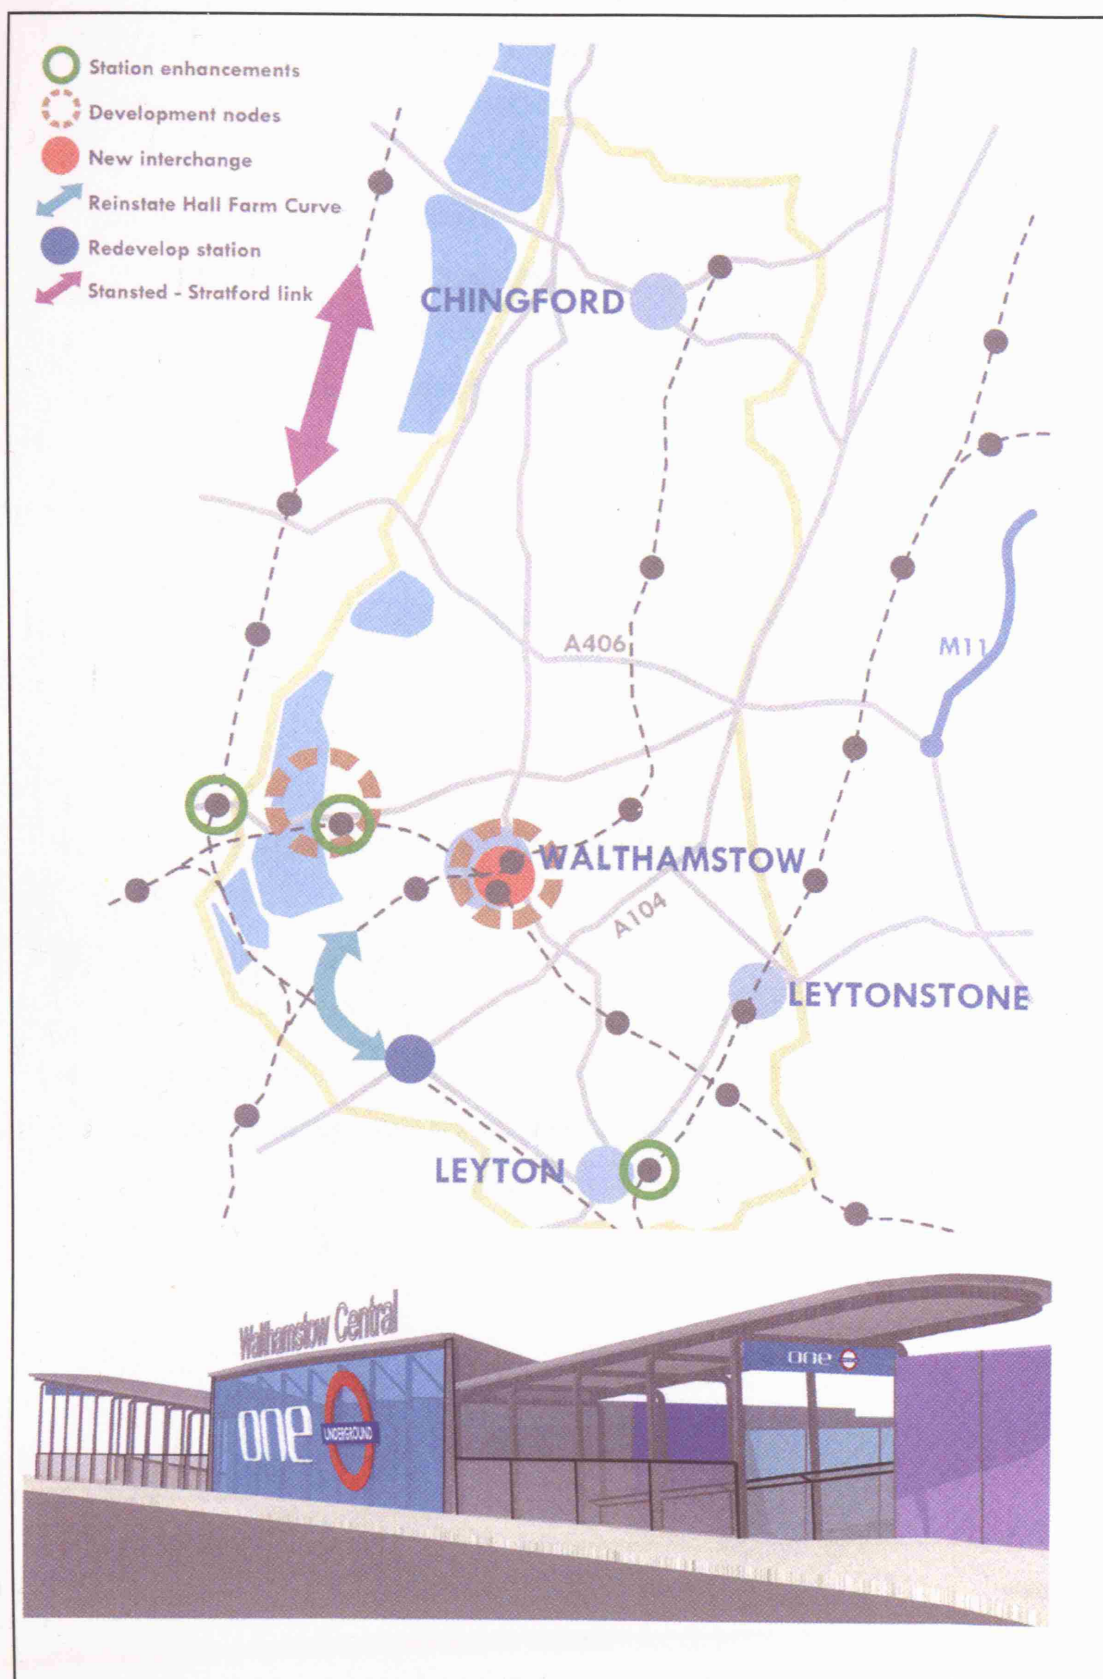 Station enhancements
Development nodes
New interchange
Reinstate Hall Farm Curve
Redevelop station
Stansted - Stratford link
CHINGFORD
A406
M11
WALTHAMSTOW
A104
LEYTONSTONE
LEYTON
Walthamstow Central
one
UNDERGROUND
one